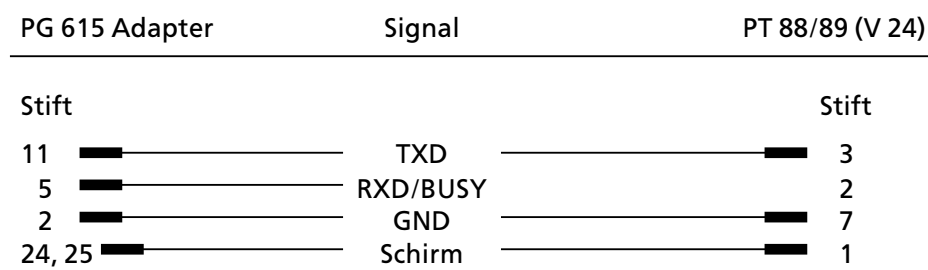 PG 615 Adapter Signal PT 88/89 (V 24)
Stift Stift
11 TXD 3
5 RXD/BUSY 2
2 GND 7
24, 25 Schirm 1